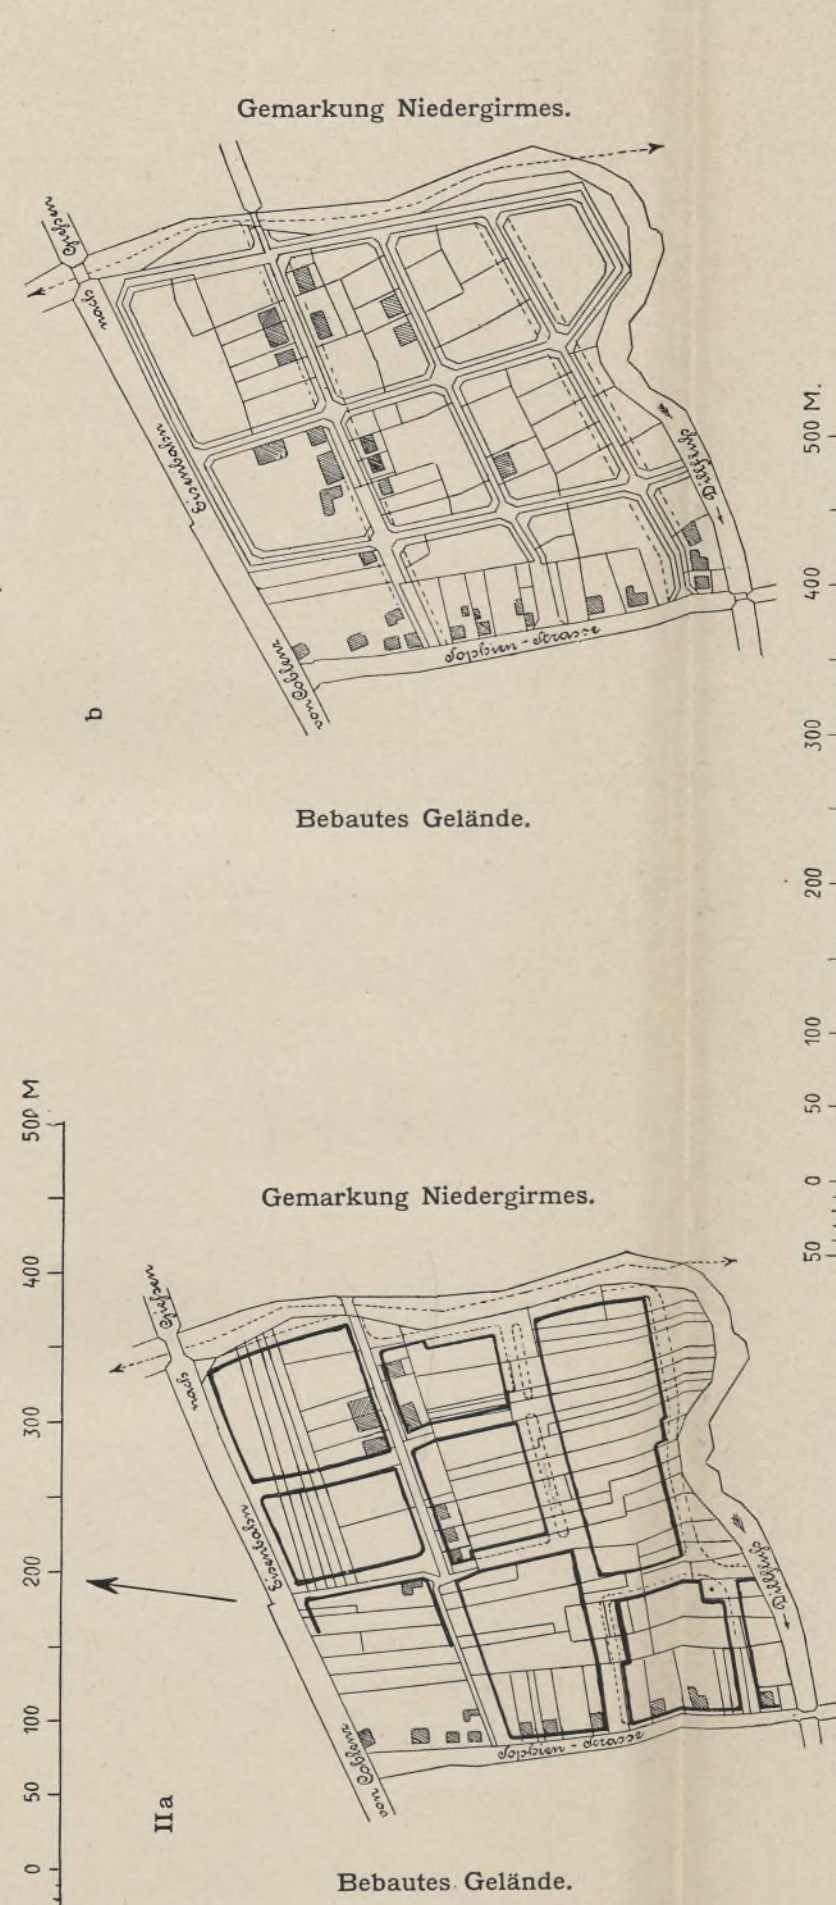 Gemarkung Niedergirmes.
nach
Gießen
Eisenbahn
von Coblenz
Sophien - strasse
Dillfluß
b
Bebautes Gelände.
500 M.
400
300
200
100
50
0
50
500 M
400
300
200
100
50
0
Gemarkung Niedergirmes.
nach
Gießen
Eisenbahn
von Coblenz
Sophien - strasse
Dillfluß
IIa
Bebautes Gelände.